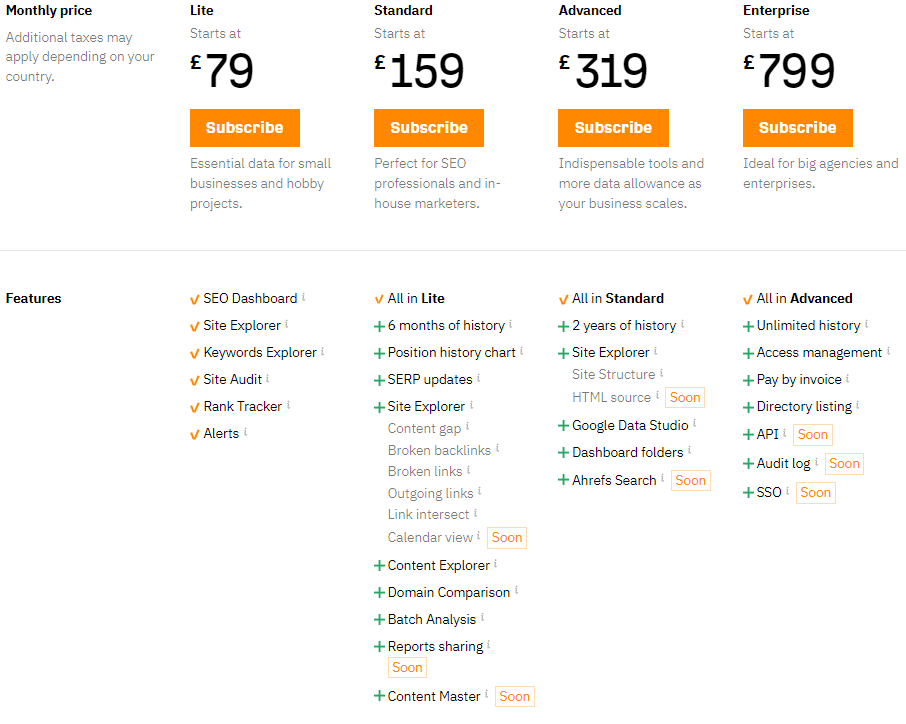 Monthly price
Additional taxes may
apply depending on your
country.
Lite
Starts at
£79
Subscribe
Essential data for small
businesses and hobby
projects.
Standard
Starts at
£159
Subscribe
Perfect for SEO
professionals and in-
house marketers.
Advanced
Starts at
£319
Subscribe
Indispensable tools and
more data allowance as
your business scales.
Enterprise
Starts at
£799
Subscribe
Ideal for big agencies and
enterprises.
Features
SEO Dashboard i
Site Explorer i
Keywords Explorer i
Site Audit i
Rank Tracker i
Alerts i
All in Lite
6 months of history i
Position history chart i
SERP updates i
Site Explorer i
Content gap i
Broken backlinks i
Broken links i
Outgoing links i
Link intersect i
Calendar view i Soon
Content Explorer i
Domain Comparison i
Batch Analysis i
Reports sharing i
Soon
Content Master i Soon
All in Standard
2 years of history i
Site Explorer i
Site Structure i
HTML source i Soon
Google Data Studio i
Dashboard folders i
Ahrefs Search i Soon
All in Advanced
Unlimited history i
Access management i
Pay by invoice i
Directory listing i
API i Soon
Audit log i Soon
SSO i Soon